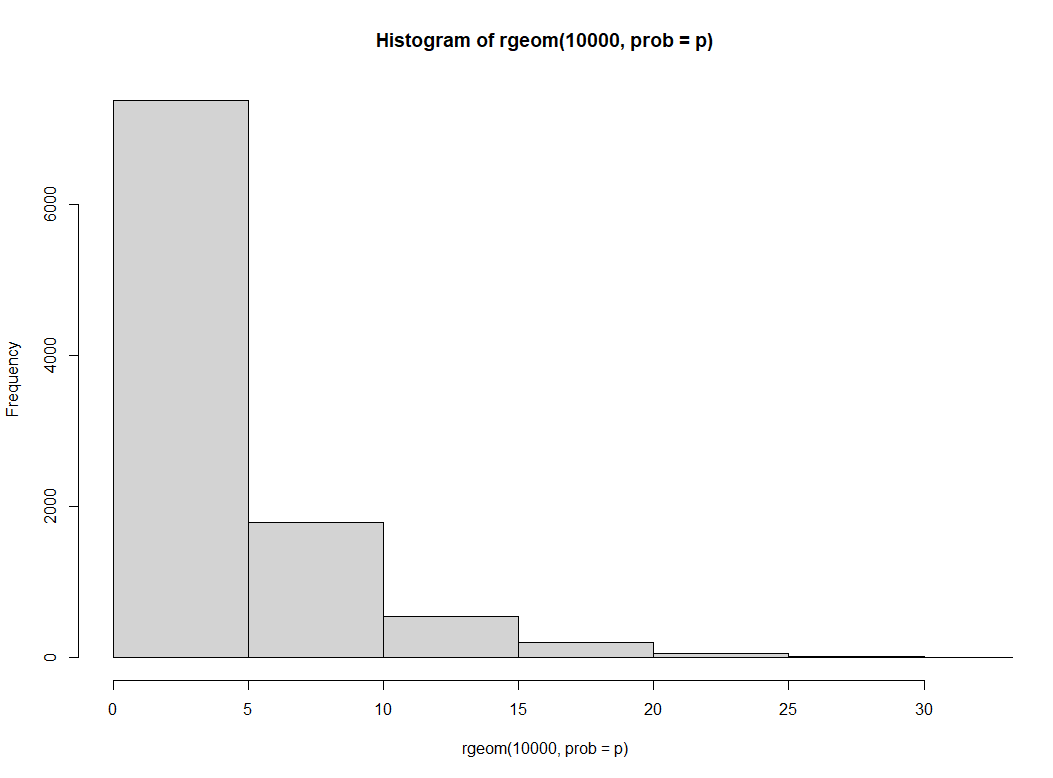 Histogram of rgeom(10000, prob = p)
Frequency
6000
4000
2000
0
0 5 10 15 20 25 30
rgeom(10000, prob = p)